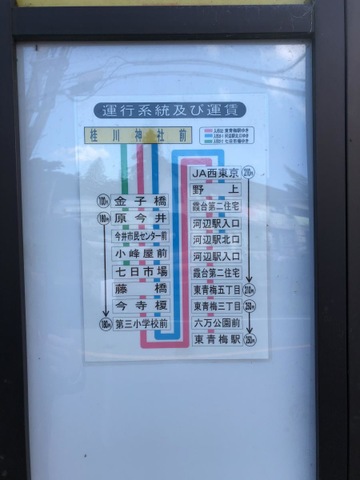 運行系統及び運賃
桂川神社前
金子橋
原今井
今井市民センター前
小峰屋前
七日市場
藤橋
今寺榎
第三小学校前
JA西東京
野上
霞台第二住宅
河辺駅入口
河辺駅北口
河辺駅入口
霞台第二住宅
東青梅五丁目
東青梅三丁目
六万公園前
東青梅駅